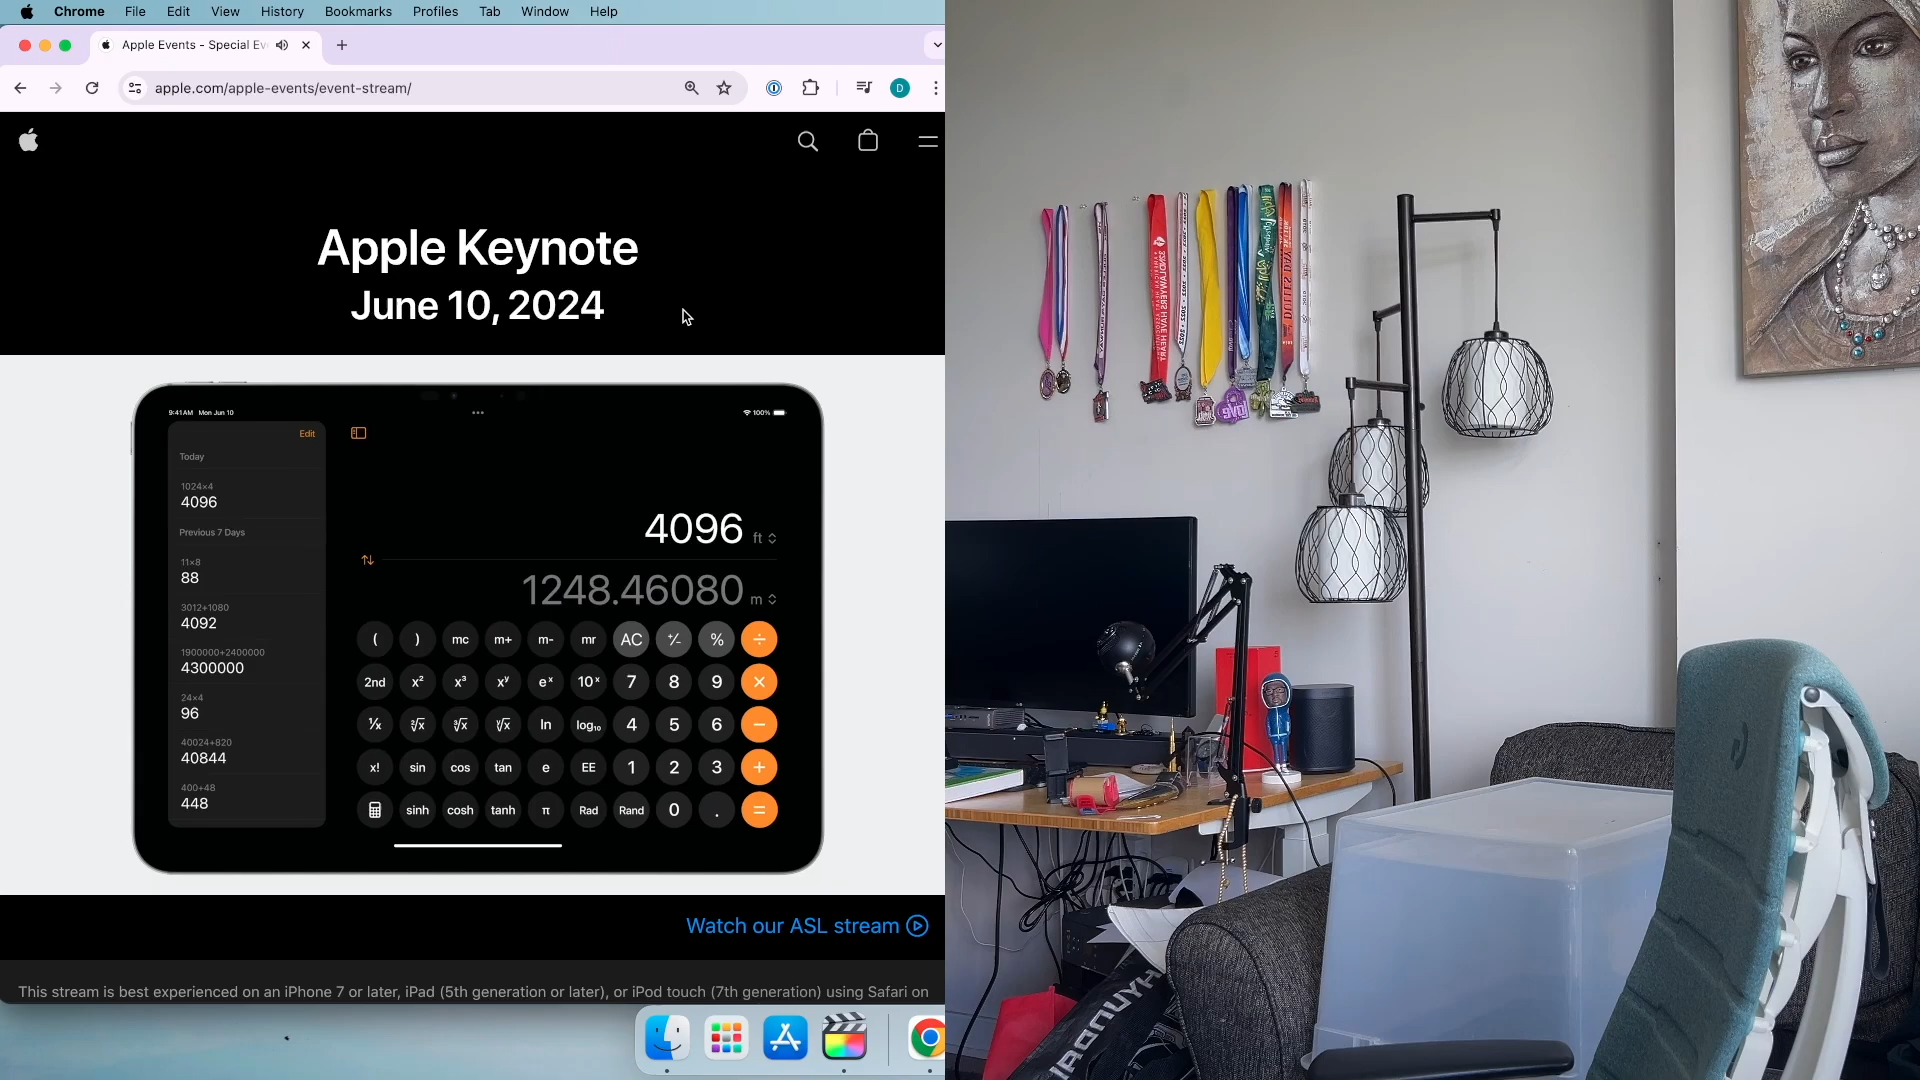 Chrome File Edit View History Bookmarks Profiles Tab Window Help
Apple Events - Special Ev
apple.com/apple-events/event-stream/
D
Apple Keynote
June 10, 2024
9:41 AM Mon Jun 10
100%
Edit
Today
1024×4
4096
Previous 7 Days
11×8
88
3012+1080
4092
1900000+2400000
4300000
24×4
96
40024+820
40844
400+48
448
4096 ft
1248.46080 m
( ) mc m+ m- mr AC +/- % ÷
2nd x² x³ xʸ eˣ 10ˣ 7 8 9 ×
⅟x ²√x ³√x ʸ√x ln log₁₀ 4 5 6 −
x! sin cos tan e EE 1 2 3 +
sinh cosh tanh π Rad Rand 0 . =
Watch our ASL stream
This stream is best experienced on an iPhone 7 or later, iPad (5th generation or later), or iPod touch (7th generation) using Safari on